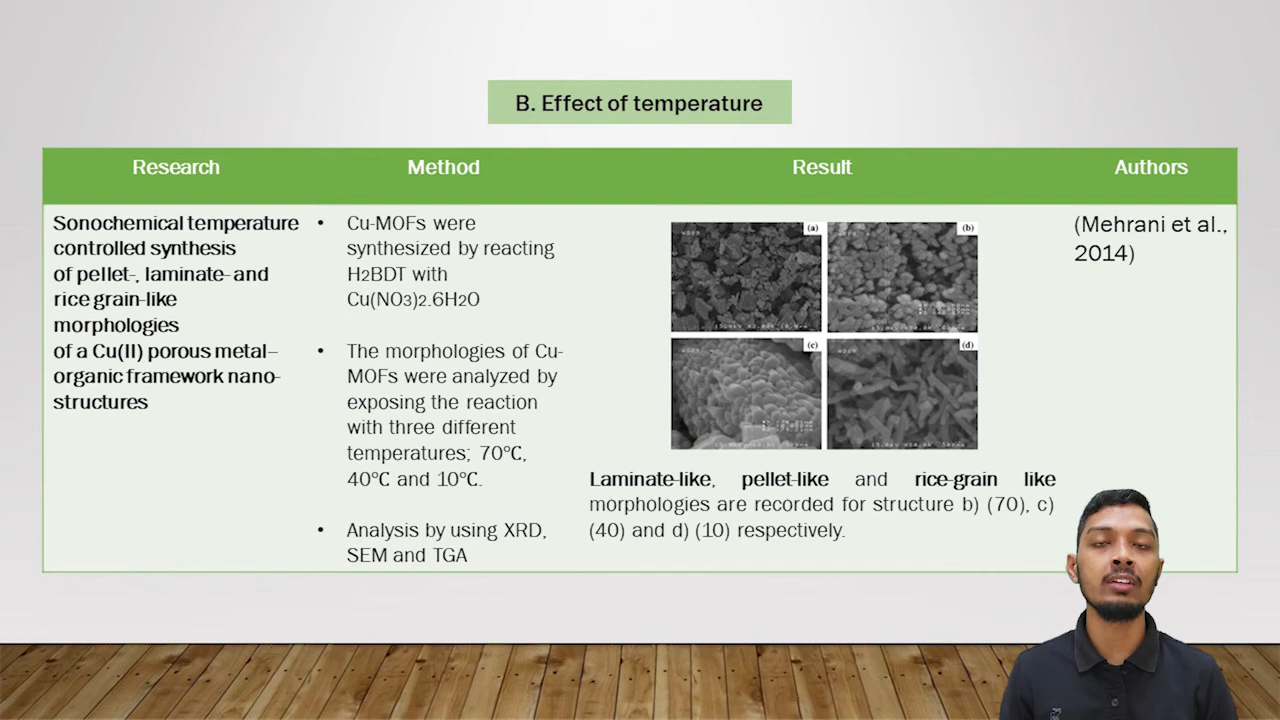 B. Effect of temperature
Research
Method
Result
Authors
Sonochemical temperature
controlled synthesis
of pellet-, laminate- and
rice grain-like
morphologies
of a Cu(II) porous metal–
organic framework nano-
structures
• Cu-MOFs were
synthesized by reacting
H2BDT with
Cu(NO3)2.6H2O
• The morphologies of Cu-
MOFs were analyzed by
exposing the reaction
with three different
temperatures; 70°C,
40°C and 10°C.
• Analysis by using XRD,
SEM and TGA
(a)
(b)
(c)
(d)
Laminate-like, pellet-like and rice-grain like
morphologies are recorded for structure b) (70), c)
(40) and d) (10) respectively.
(Mehrani et al.,
2014)